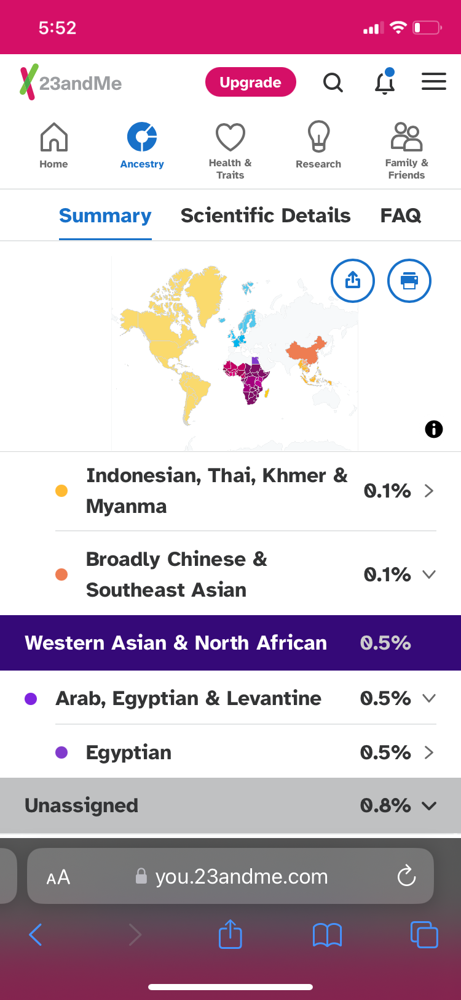 5:52
23andMe
Upgrade
Home
Ancestry
Health &
Traits
Research
Family &
Friends
Summary
Scientific Details
FAQ
Indonesian, Thai, Khmer &
Myanma
0.1%
Broadly Chinese &
Southeast Asian
0.1%
Western Asian & North African 0.5%
Arab, Egyptian & Levantine 0.5%
Egyptian 0.5%
Unassigned 0.8%
AA you.23andme.com